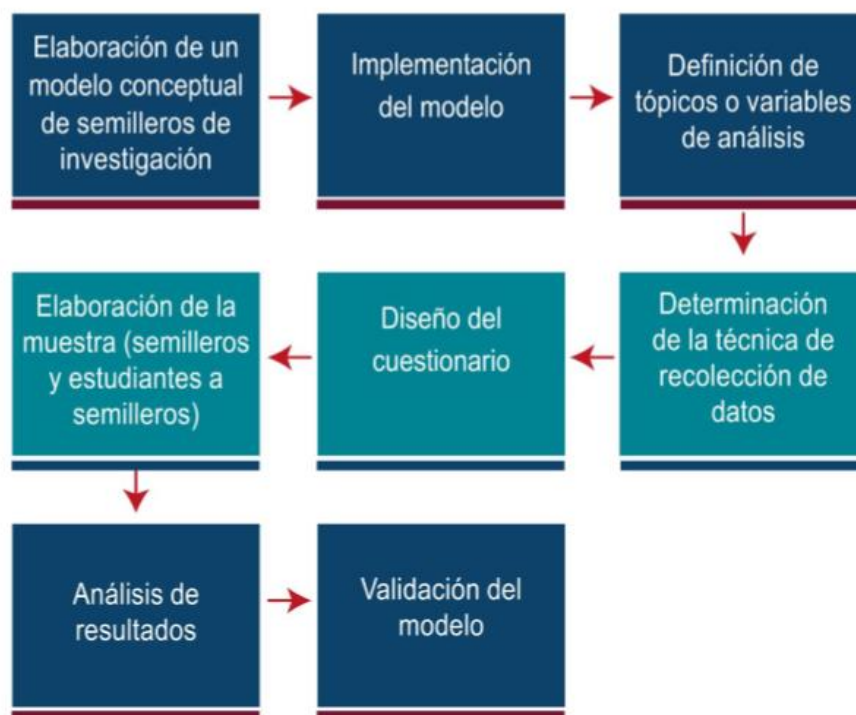 Elaboración de un
modelo conceptual
de semilleros de
investigación
Implementación
del modelo
Definición de
tópicos o variables
de análisis
Determinación
de la técnica de
recolección de
datos
Diseño del
cuestionario
Elaboración de la
muestra (semilleros
y estudiantes a
semilleros)
Análisis de
resultados
Validación del
modelo